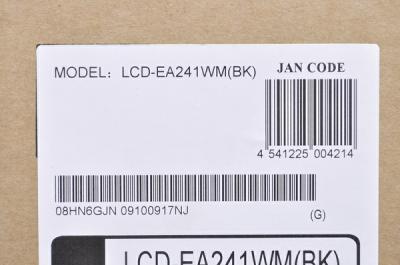 MODEL: LCD-EA241WM(BK)
JAN CODE
4 541225 004214
08HN6GJN 09100917NJ
(G)
LCD-EA241WM(BK)